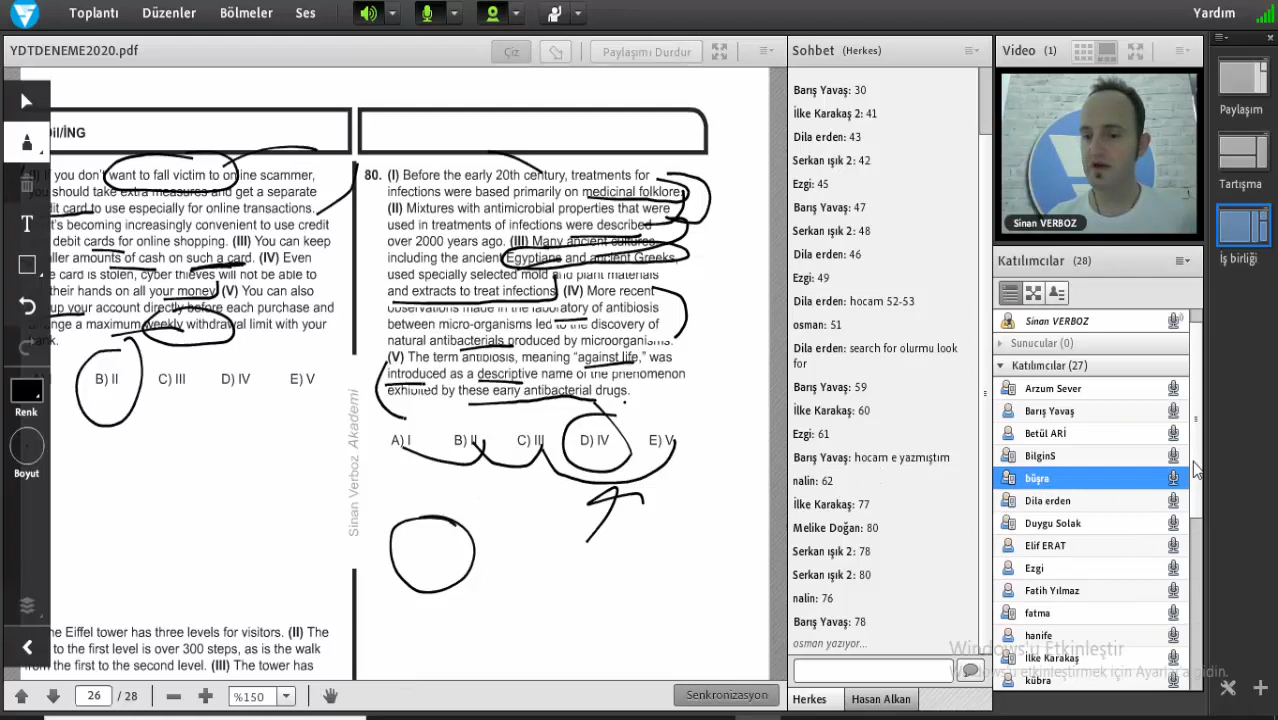 Toplantı Düzenler Bölmeler Ses Yardım
YDTDENEME2020.pdf
Çiz
Paylaşımı Durdur
Dil/İNG
If you don't want to fall victim to online scammer,
you should take extra measures and get a separate
credit card to use especially for online transactions.
It's becoming increasingly convenient to use credit
debit cards for online shopping. (III) You can keep
smaller amounts of cash on such a card. (IV) Even
card is stolen, cyber thieves will not be able to
their hands on all your money. (V) You can also
up your account directly before each purchase and
arrange a maximum weekly withdrawal limit with your
bank.
B) II C) III D) IV E) V
Eiffel tower has three levels for visitors. (II) The
to the first level is over 300 steps, as is the walk
from the first to the second level. (III) The tower has
Sinan Verboz Akademi
80. (I) Before the early 20th century, treatments for
infections were based primarily on medicinal folklore.
(II) Mixtures with antimicrobial properties that were
used in treatments of infections were described
over 2000 years ago. (III) Many ancient cultures,
including the ancient Egyptians and ancient Greeks,
used specially selected mold and plant materials
and extracts to treat infections. (IV) More recent
observations made in the laboratory of antibiosis
between micro-organisms led to the discovery of
natural antibacterials produced by microorganisms.
(V) The term antibiosis, meaning "against life," was
introduced as a descriptive name of the phenomenon
exhibited by these early antibacterial drugs.
A) I B) II C) III D) IV E) V
T
Renk
Boyut
26 / 28
%150
Senkronizasyon
Sohbet (Herkes)
Barış Yavaş: 30
İlke Karakaş 2: 41
Dila erden: 43
Serkan ışık 2: 42
Ezgi: 45
Barış Yavaş: 47
Serkan ışık 2: 48
Dila erden: 46
Ezgi: 49
Dila erden: hocam 52-53
osman: 51
Dila erden: search for olurmu look
for
Barış Yavaş: 59
İlke Karakaş: 60
Ezgi: 61
Barış Yavaş: hocam e yazmıştım
nalin: 62
İlke Karakaş: 77
Melike Doğan: 80
Serkan ışık 2: 78
Serkan ışık 2: 80
nalin: 76
Barış Yavaş: 78
osman yazıyor...
Herkes Hasan Alkan
Video (1)
Sinan VERBOZ
Katılımcılar (28)
Sinan VERBOZ
Sunucular (0)
Katılımcılar (27)
Arzum Sever
Barış Yavaş
Betül ARİ
BilginS
büşra
Dila erden
Duygu Solak
Elif ERAT
Ezgi
Fatih Yılmaz
fatma
hanife
İlke Karakaş
kübra
Paylaşım
Tartışma
İş birliği
Windows'u Etkinleştir
Windows'u etkinleştirmek için Ayarlar'a gidin.